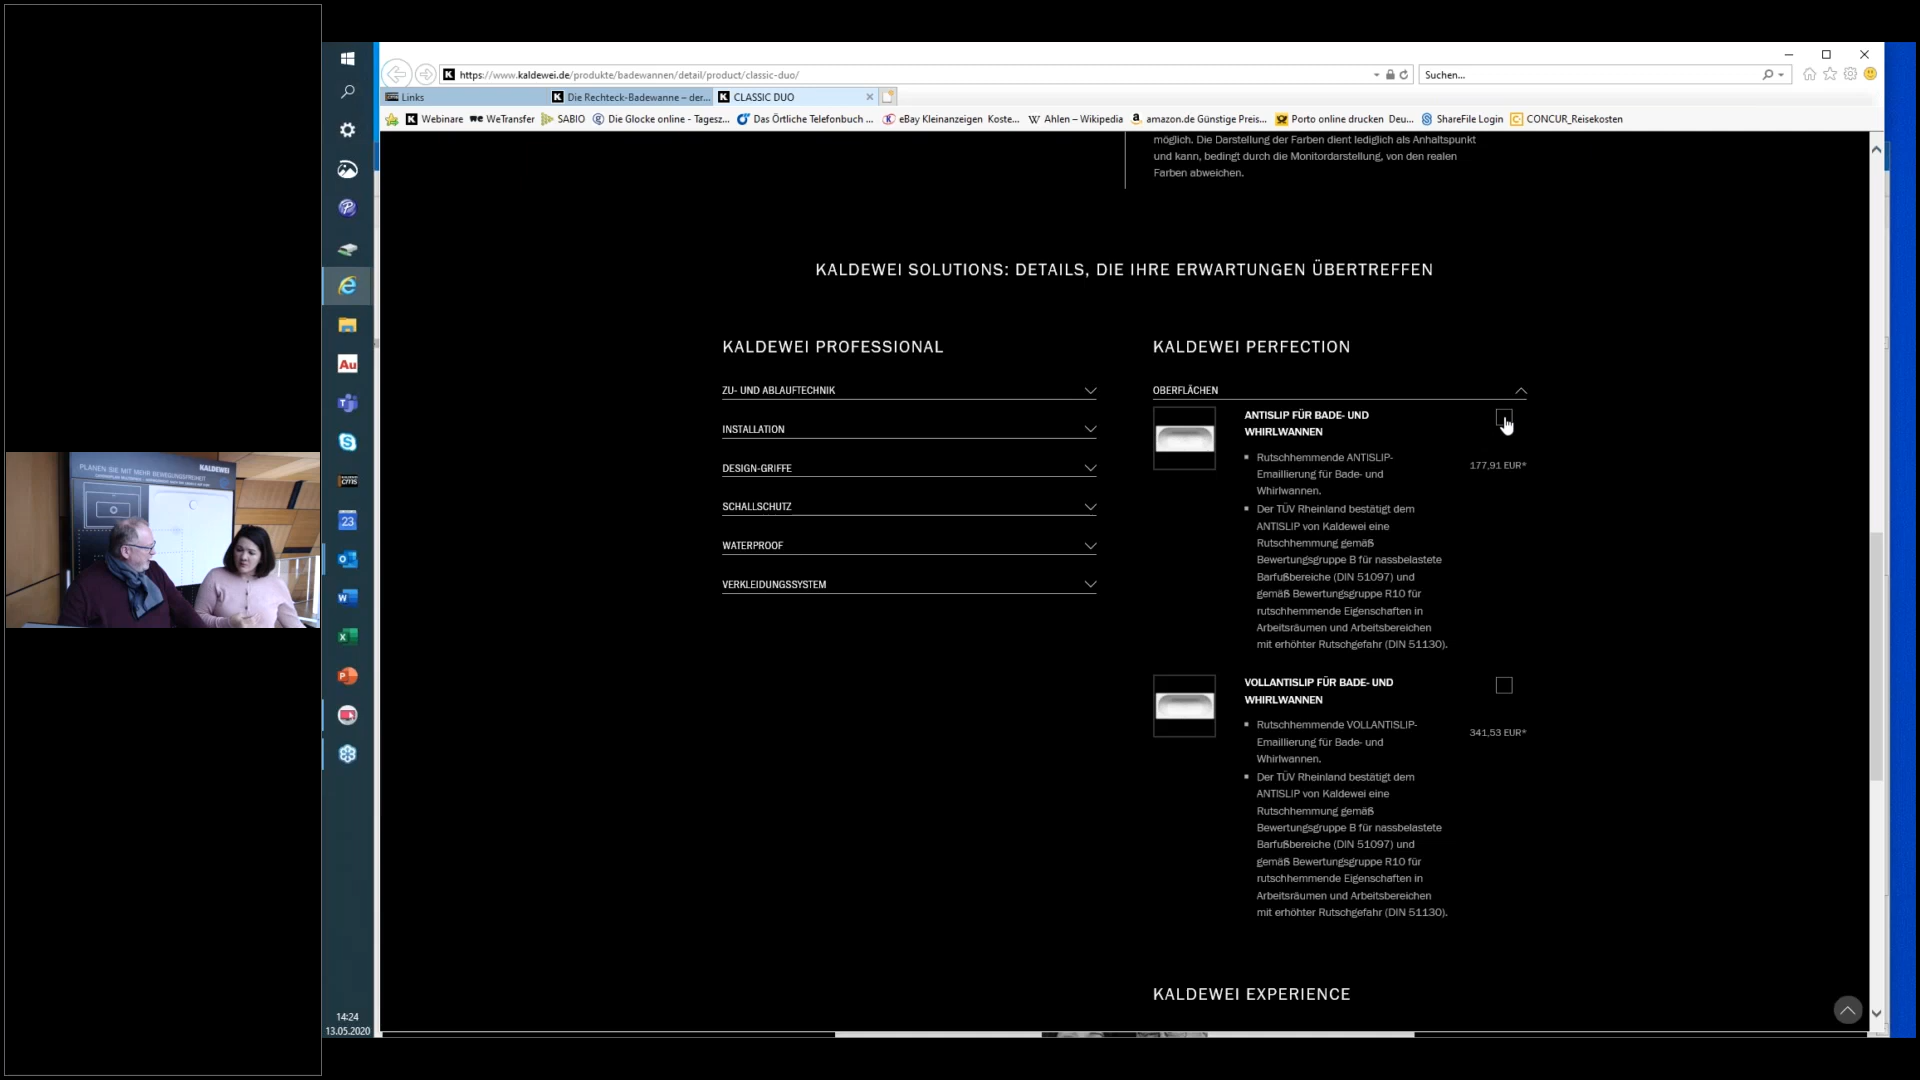 https://www.kaldewei.de/produkte/badewannen/detail/product/classic-duo/
Suchen...
Links
Die Rechteck-Badewanne – der...
CLASSIC DUO
Webinare
WeTransfer
SABIO
Die Glocke online - Tagesz...
Das Örtliche Telefonbuch ...
eBay Kleinanzeigen Koste...
Ahlen – Wikipedia
amazon.de Günstige Preis...
Porto online drucken Deu...
ShareFile Login
CONCUR_Reisekosten
möglich. Die Darstellung der Farben dient lediglich als Anhaltspunkt
und kann, bedingt durch die Monitordarstellung, von den realen
Farben abweichen.
KALDEWEI SOLUTIONS: DETAILS, DIE IHRE ERWARTUNGEN ÜBERTREFFEN
KALDEWEI PROFESSIONAL
ZU- UND ABLAUFTECHNIK
INSTALLATION
DESIGN-GRIFFE
SCHALLSCHUTZ
WATERPROOF
VERKLEIDUNGSSYSTEM
KALDEWEI PERFECTION
OBERFLÄCHEN
ANTISLIP FÜR BADE- UND
WHIRLWANNEN
Rutschhemmende ANTISLIP-
Emaillierung für Bade- und
Whirlwannen.
177,91 EUR*
Der TÜV Rheinland bestätigt dem
ANTISLIP von Kaldewei eine
Rutschhemmung gemäß
Bewertungsgruppe B für nassbelastete
Barfußbereiche (DIN 51097) und
gemäß Bewertungsgruppe R10 für
rutschhemmende Eigenschaften in
Arbeitsräumen und Arbeitsbereichen
mit erhöhter Rutschgefahr (DIN 51130).
VOLLANTISLIP FÜR BADE- UND
WHIRLWANNEN
Rutschhemmende VOLLANTISLIP-
Emaillierung für Bade- und
Whirlwannen.
341,53 EUR*
Der TÜV Rheinland bestätigt dem
ANTISLIP von Kaldewei eine
Rutschhemmung gemäß
Bewertungsgruppe B für nassbelastete
Barfußbereiche (DIN 51097) und
gemäß Bewertungsgruppe R10 für
rutschhemmende Eigenschaften in
Arbeitsräumen und Arbeitsbereichen
mit erhöhter Rutschgefahr (DIN 51130).
KALDEWEI EXPERIENCE
PLANEN SIE MIT MEHR BEWEGUNGSFREIHEIT
KALDEWEI
Au
cms
23
14:24
13.05.2020